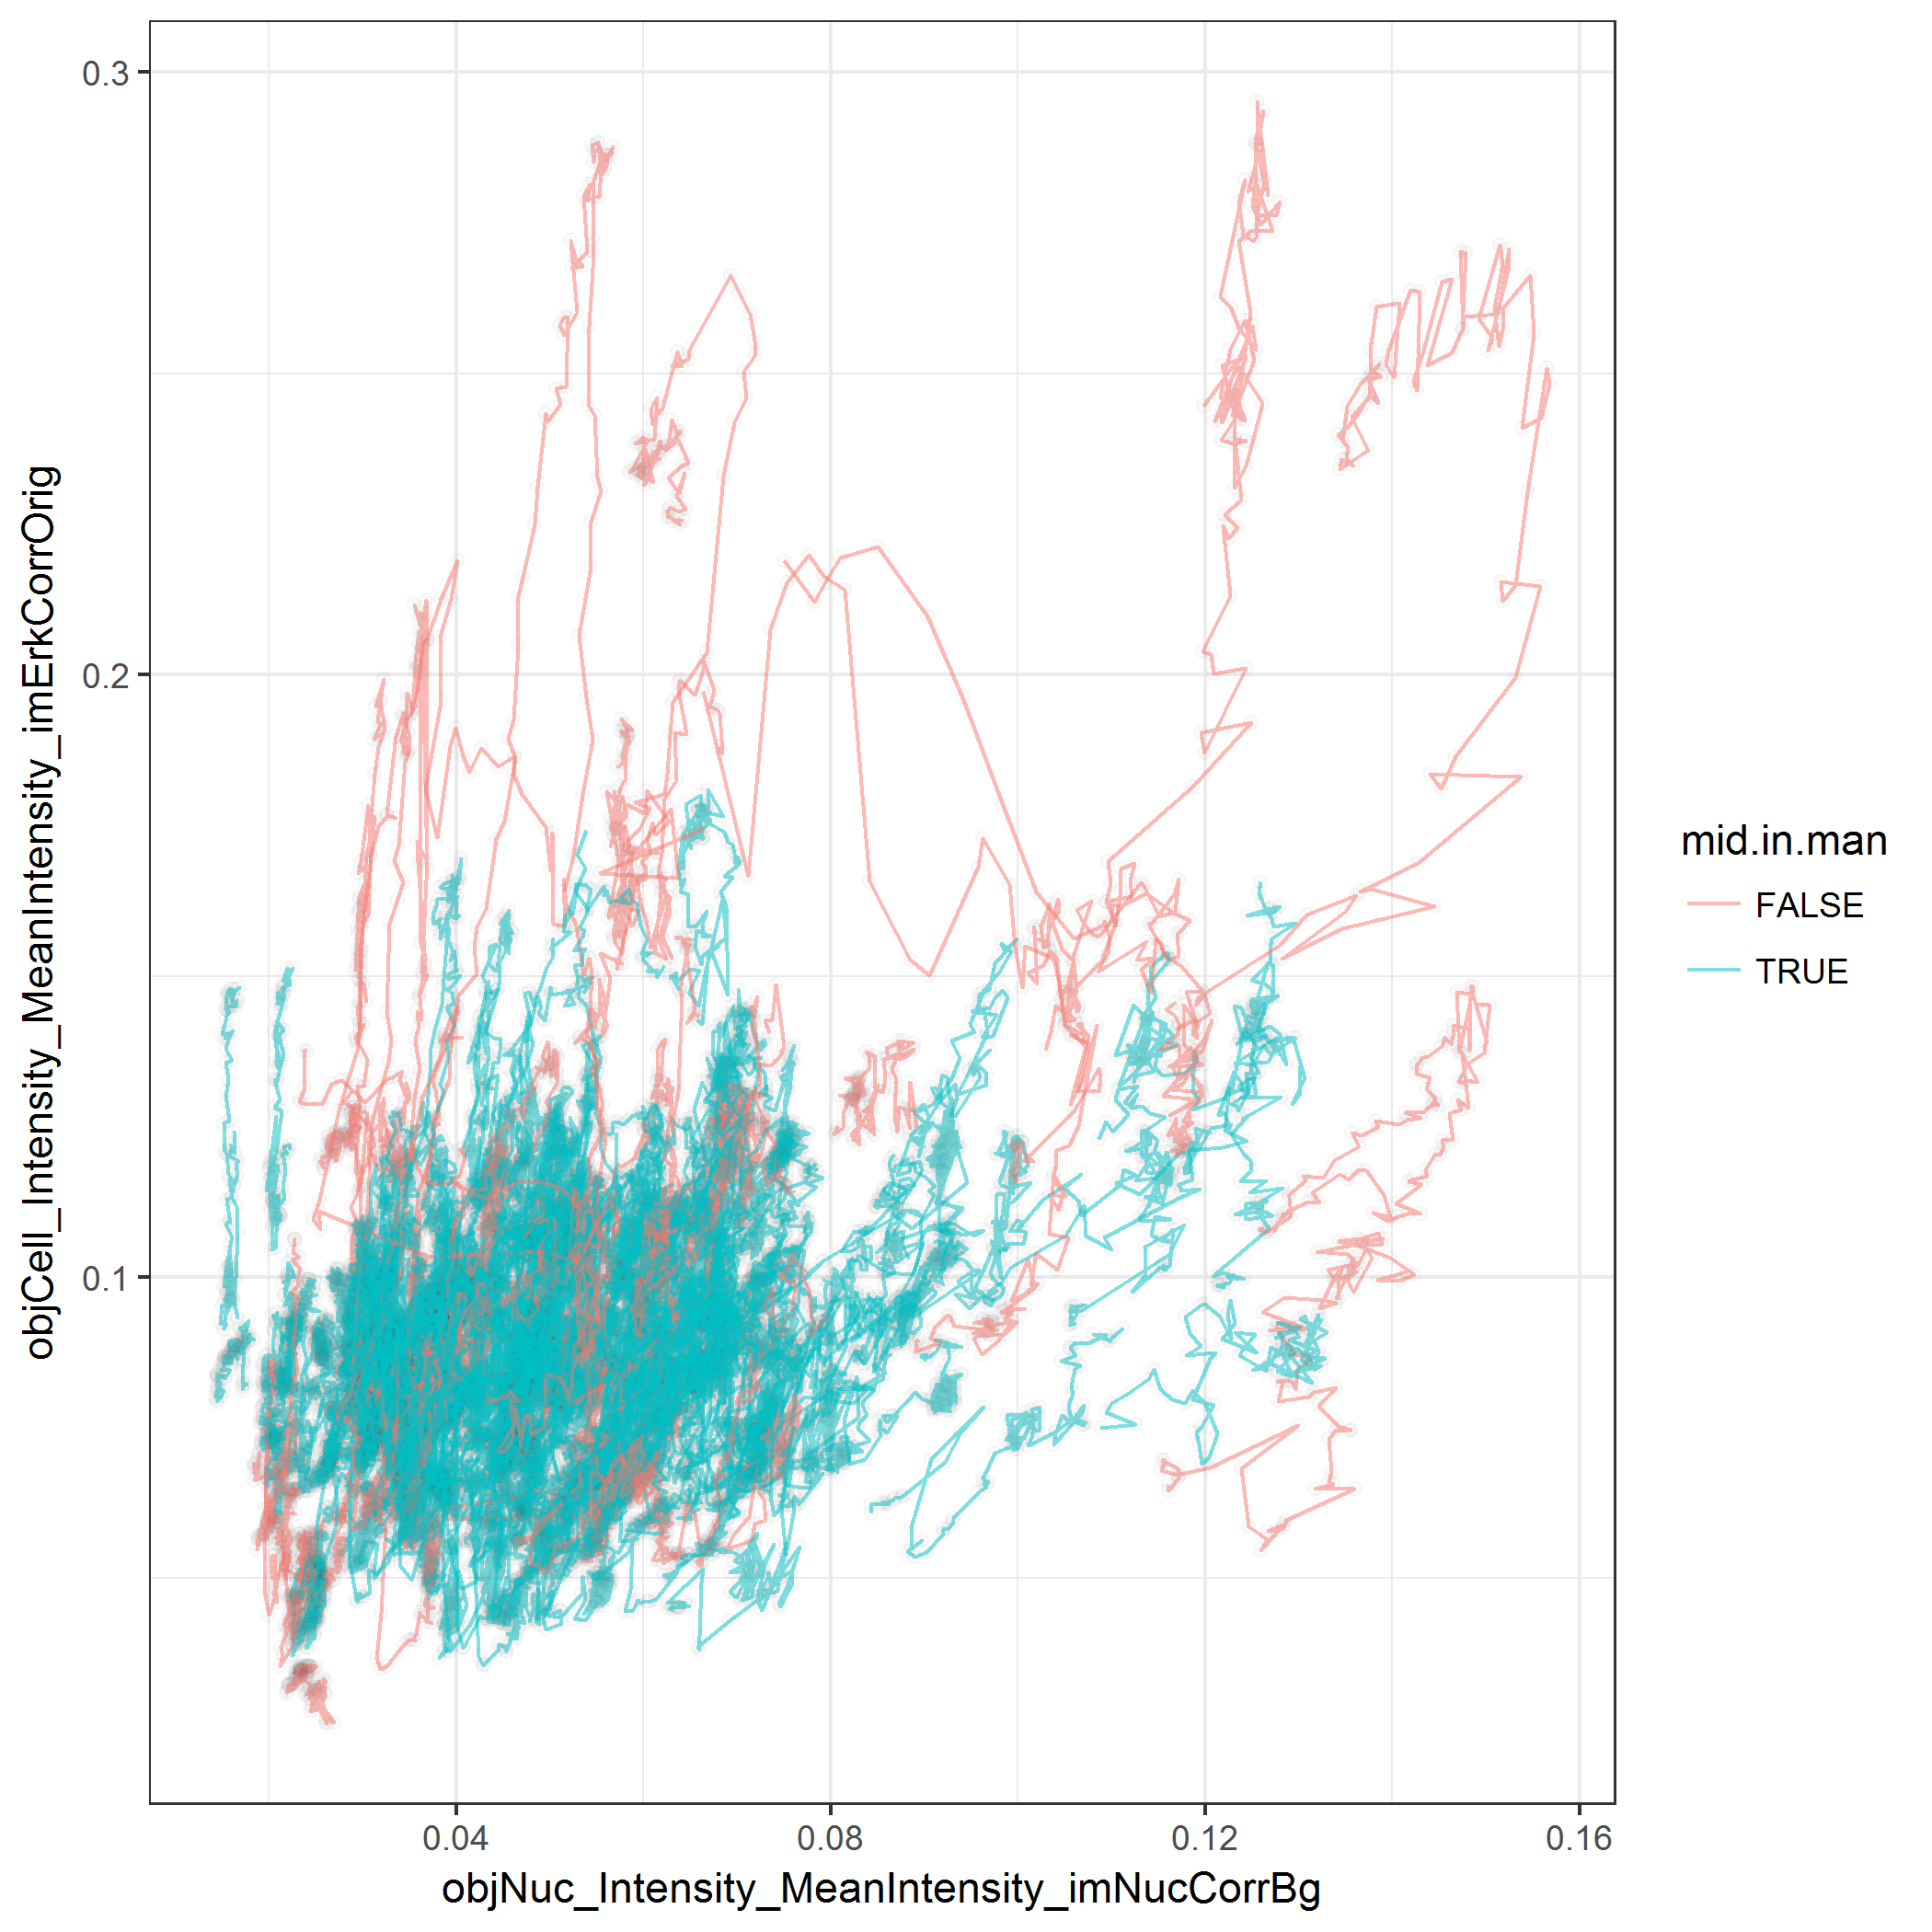 0.3
0.2
0.1
objCell_Intensity_MeanIntensity_imErkCorrOrig
0.04
0.08
0.12
0.16
objNuc_Intensity_MeanIntensity_imNucCorrBg
mid.in.man
FALSE
TRUE